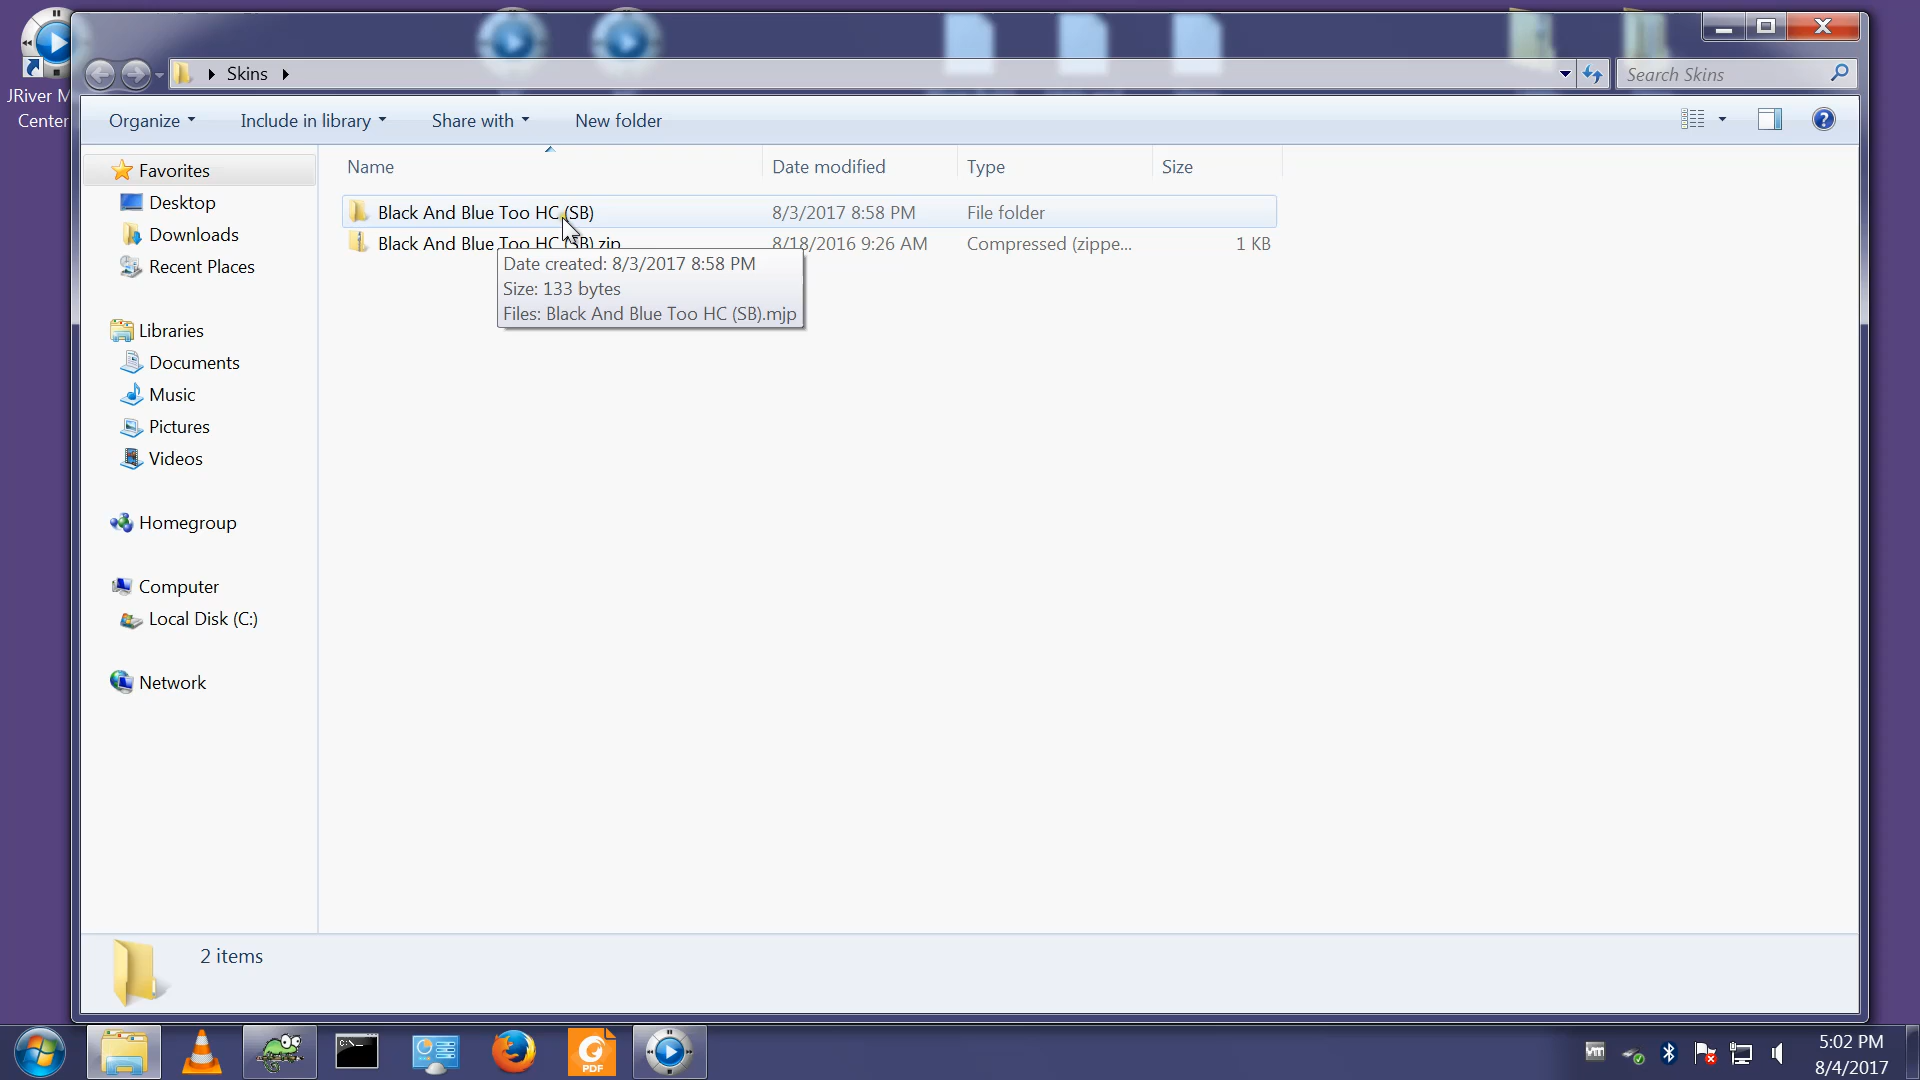 JRiver M
Center
Skins
Search Skins
Organize
Include in library
Share with
New folder
Name
Date modified
Type
Size
Favorites
Desktop
Downloads
Recent Places
Libraries
Documents
Music
Pictures
Videos
Homegroup
Computer
Local Disk (C:)
Network
Black And Blue Too HC (SB)
8/3/2017 8:58 PM
File folder
Black And Blue Too HC (SB).zip
8/18/2016 9:26 AM
Compressed (zippe...
1 KB
Date created: 8/3/2017 8:58 PM
Size: 133 bytes
Files: Black And Blue Too HC (SB).mjp
2 items
C:\_
PDF
vm
5:02 PM
8/4/2017